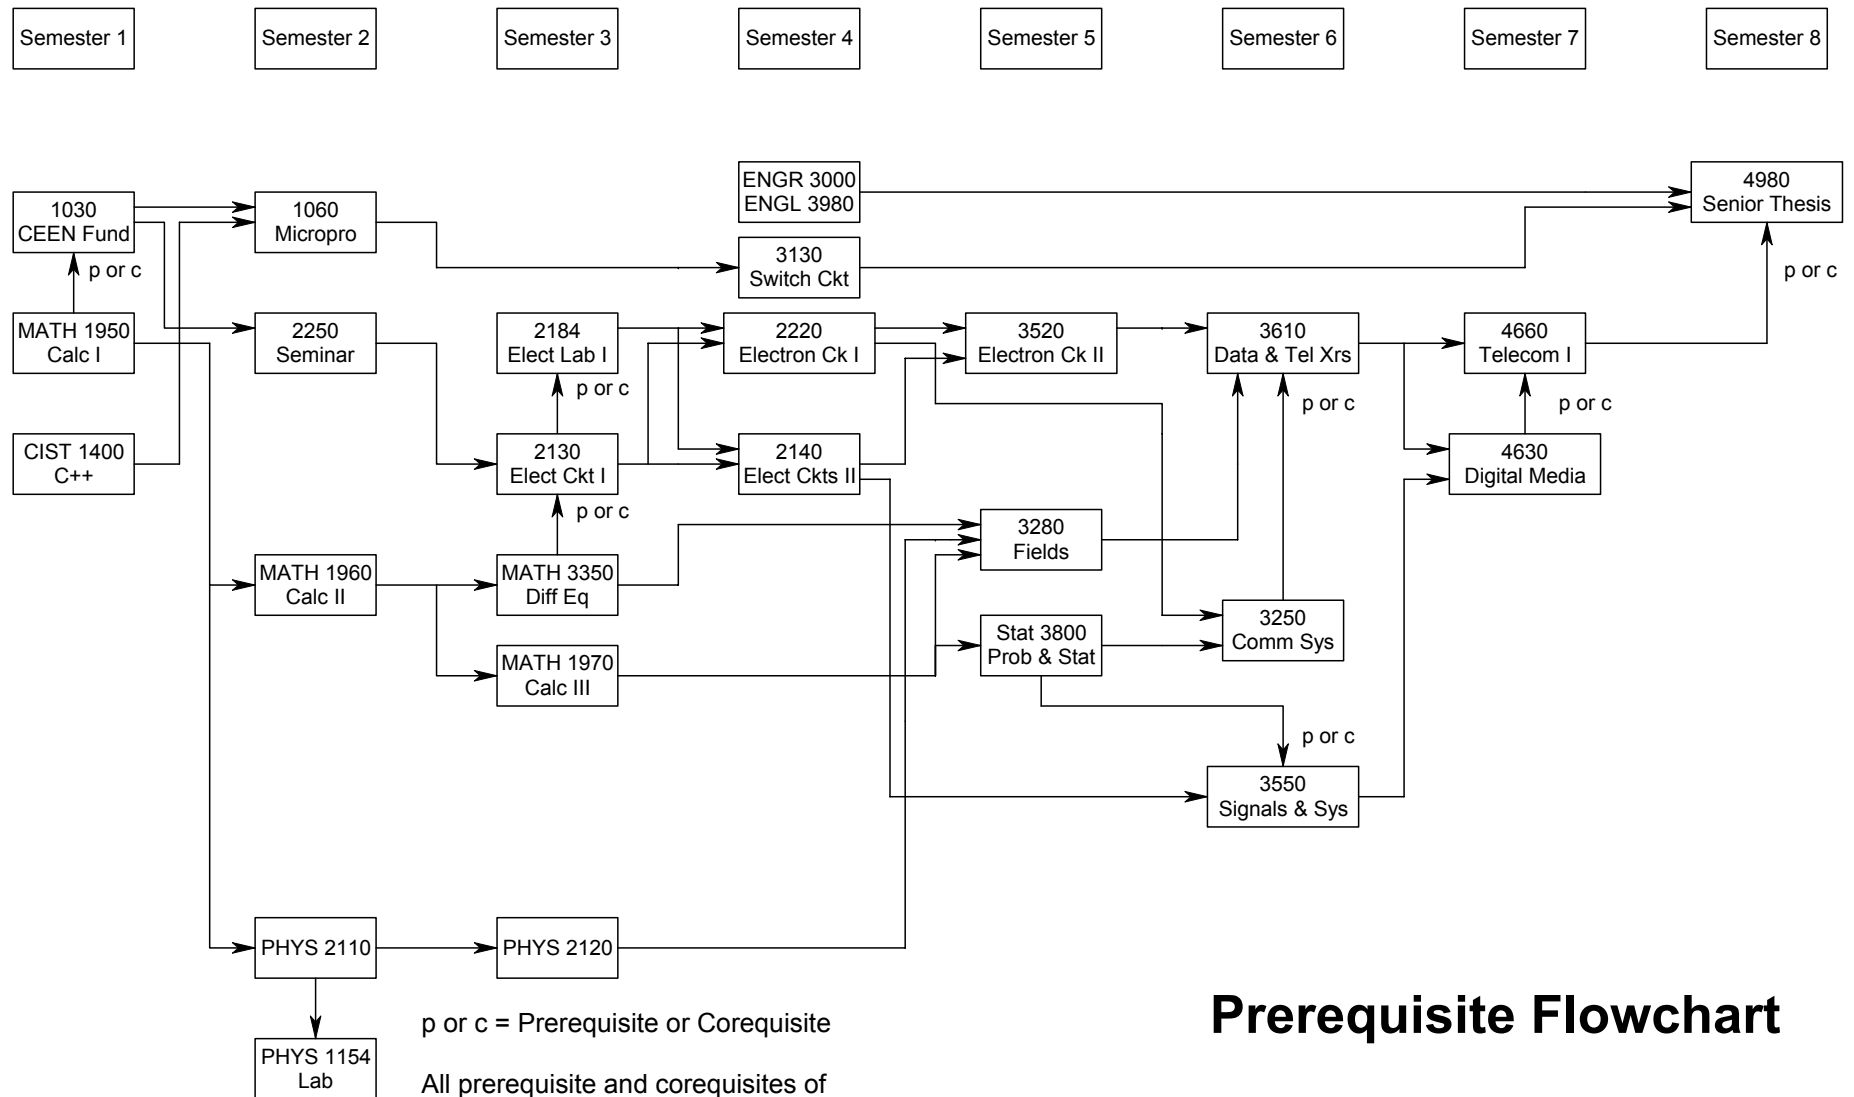 Semester 1
Semester 2
Semester 3
Semester 4
Semester 5
Semester 6
Semester 7
Semester 8
ENGR 3000
ENGL 3980
4980
Senior Thesis
1030
CEEN Fund
1060
Micropro
3130
Switch Ckt
p or c
p or c
MATH 1950
Calc I
2250
Seminar
2184
Elect Lab I
2220
Electron Ck I
3520
Electron Ck II
3610
Data & Tel Xrs
4660
Telecom I
p or c
p or c
p or c
CIST 1400
C++
2130
Elect Ckt I
2140
Elect Ckts II
4630
Digital Media
p or c
3280
Fields
MATH 1960
Calc II
MATH 3350
Diff Eq
3250
Comm Sys
Stat 3800
Prob & Stat
MATH 1970
Calc III
p or c
3550
Signals & Sys
PHYS 2110
PHYS 2120
p or c = Prerequisite or Corequisite
Prerequisite Flowchart
PHYS 1154
Lab
All prerequisite and corequisites of